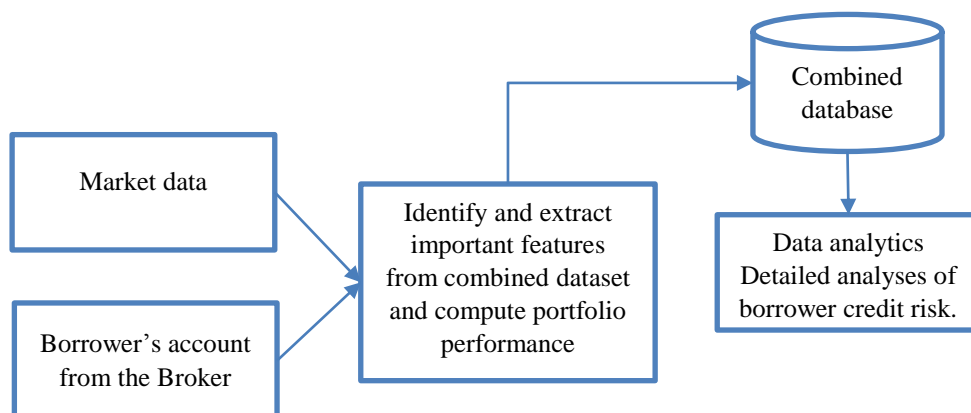 Market data
Borrower’s account
from the Broker
Identify and extract
important features
from combined dataset
and compute portfolio
performance
Combined
database
Data analytics
Detailed analyses of
borrower credit risk.